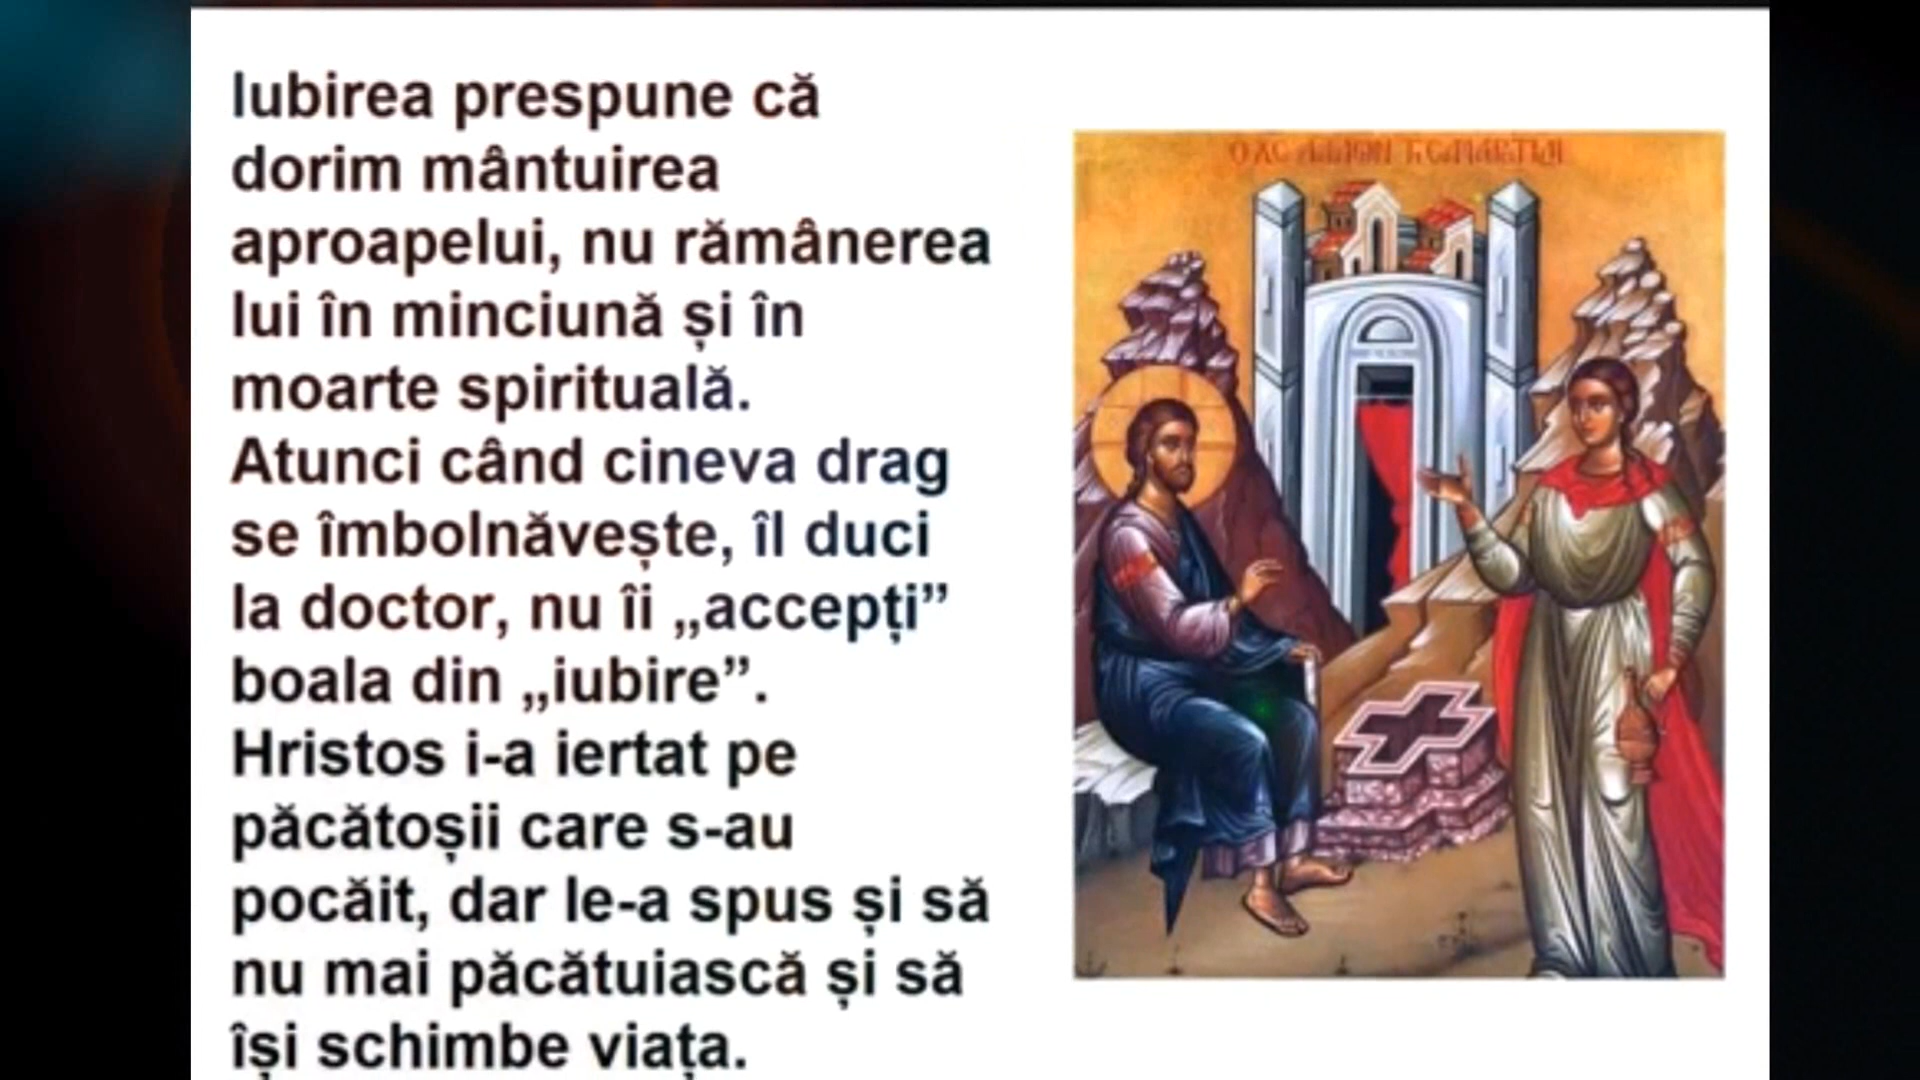 Iubirea prespune că
dorim mântuirea
aproapelui, nu rămânerea
lui în minciună și în
moarte spirituală.
Atunci când cineva drag
se îmbolnăvește, îl duci
la doctor, nu îi „accepți”
boala din „iubire”.
Hristos i-a iertat pe
păcătoșii care s-au
pocăit, dar le-a spus și să
nu mai păcătuiască și să
își schimbe viața.